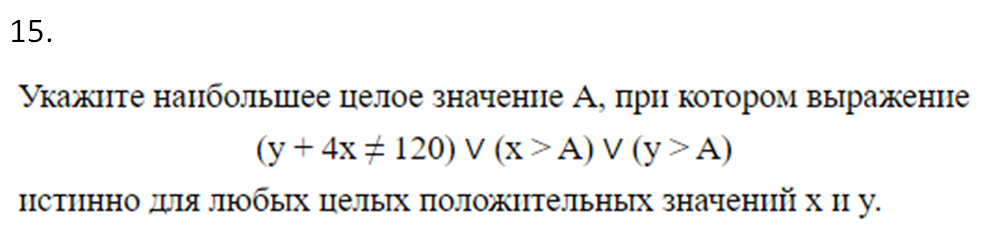 15.
Укажите наибольшее целое значение А, при котором выражение
(y + 4x ≠ 120) V (x > A) V (y > A)
истинно для любых целых положительных значений x и y.